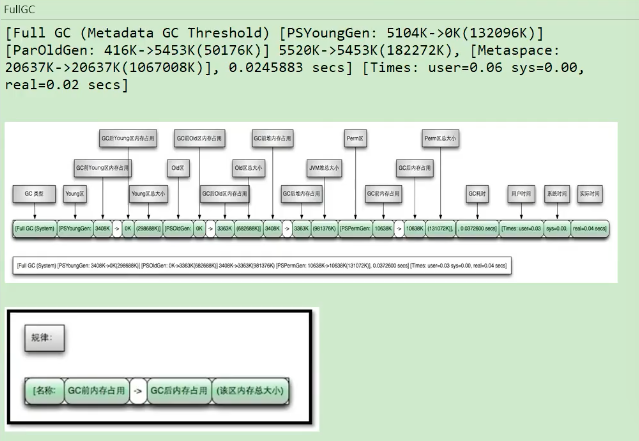 FullGC
[Full GC (Metadata GC Threshold) [PSYoungGen: 5104K->0K(132096K)]
[ParOldGen: 416K->5453K(50176K)] 5520K->5453K(182272K), [Metaspace:
20637K->20637K(1067008K)], 0.0245883 secs] [Times: user=0.06 sys=0.00,
real=0.02 secs]
GC后Young区内存占用 GC前Old区内存占用 GC前堆内存占用 Perm区 Perm区总大小
GC前Young区内存占用 Old区 Old区总大小 JVM堆总大小 GC后内存占用
GC 类型 Young区 Young区总大小 GC后Old区内存占用 GC后堆内存占用 GC前内存占用 GC耗时 用户时间 系统时间 实际时间
[Full GC (System) [PSYoungGen: 3408K -> 0K (298688K)] [PSOldGen: 0K -> 3363K (682688K)] 3408K -> 3363K (981376K) [PSPermGen: 10638K -> 10638K (131072K)], , 0.0372600 secs] [Times: user=0.03 sys=0.00, real=0.04 secs]
[Full GC (System) [PSYoungGen: 3408K->0K(298688K)] [PSOldGen: 0K->3363K(682688K)] 3408K->3363K(981376K) [PSPermGen: 10638K->10638K(131072K)], 0.0372600 secs] [Times: user=0.03 sys=0.00, real=0.04 secs]
规律：
[名称: GC前内存占用 -> GC后内存占用 (该区内存总大小)